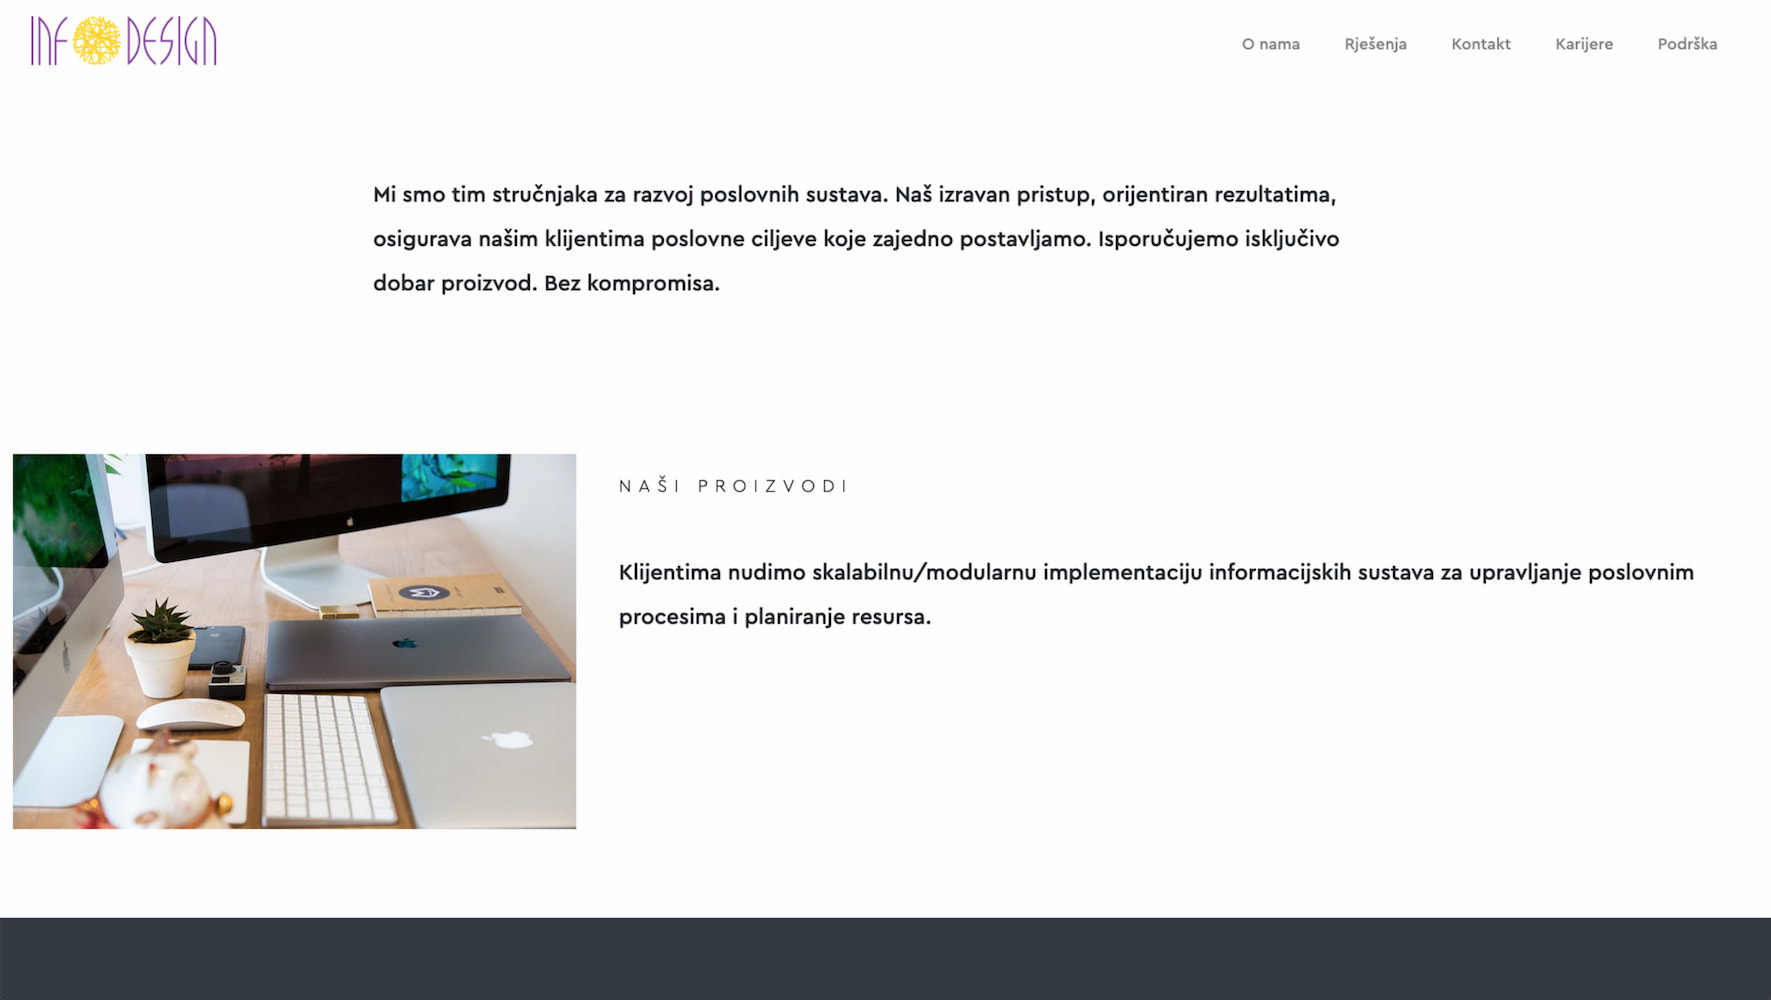 INFODESIGN
O nama
Rješenja
Kontakt
Karijere
Podrška
Mi smo tim stručnjaka za razvoj poslovnih sustava. Naš izravan pristup, orijentiran rezultatima,
osigurava našim klijentima poslovne ciljeve koje zajedno postavljamo. Isporučujemo isključivo
dobar proizvod. Bez kompromisa.
NAŠI PROIZVODI
Klijentima nudimo skalabilnu/modularnu implementaciju informacijskih sustava za upravljanje poslovnim
procesima i planiranje resursa.